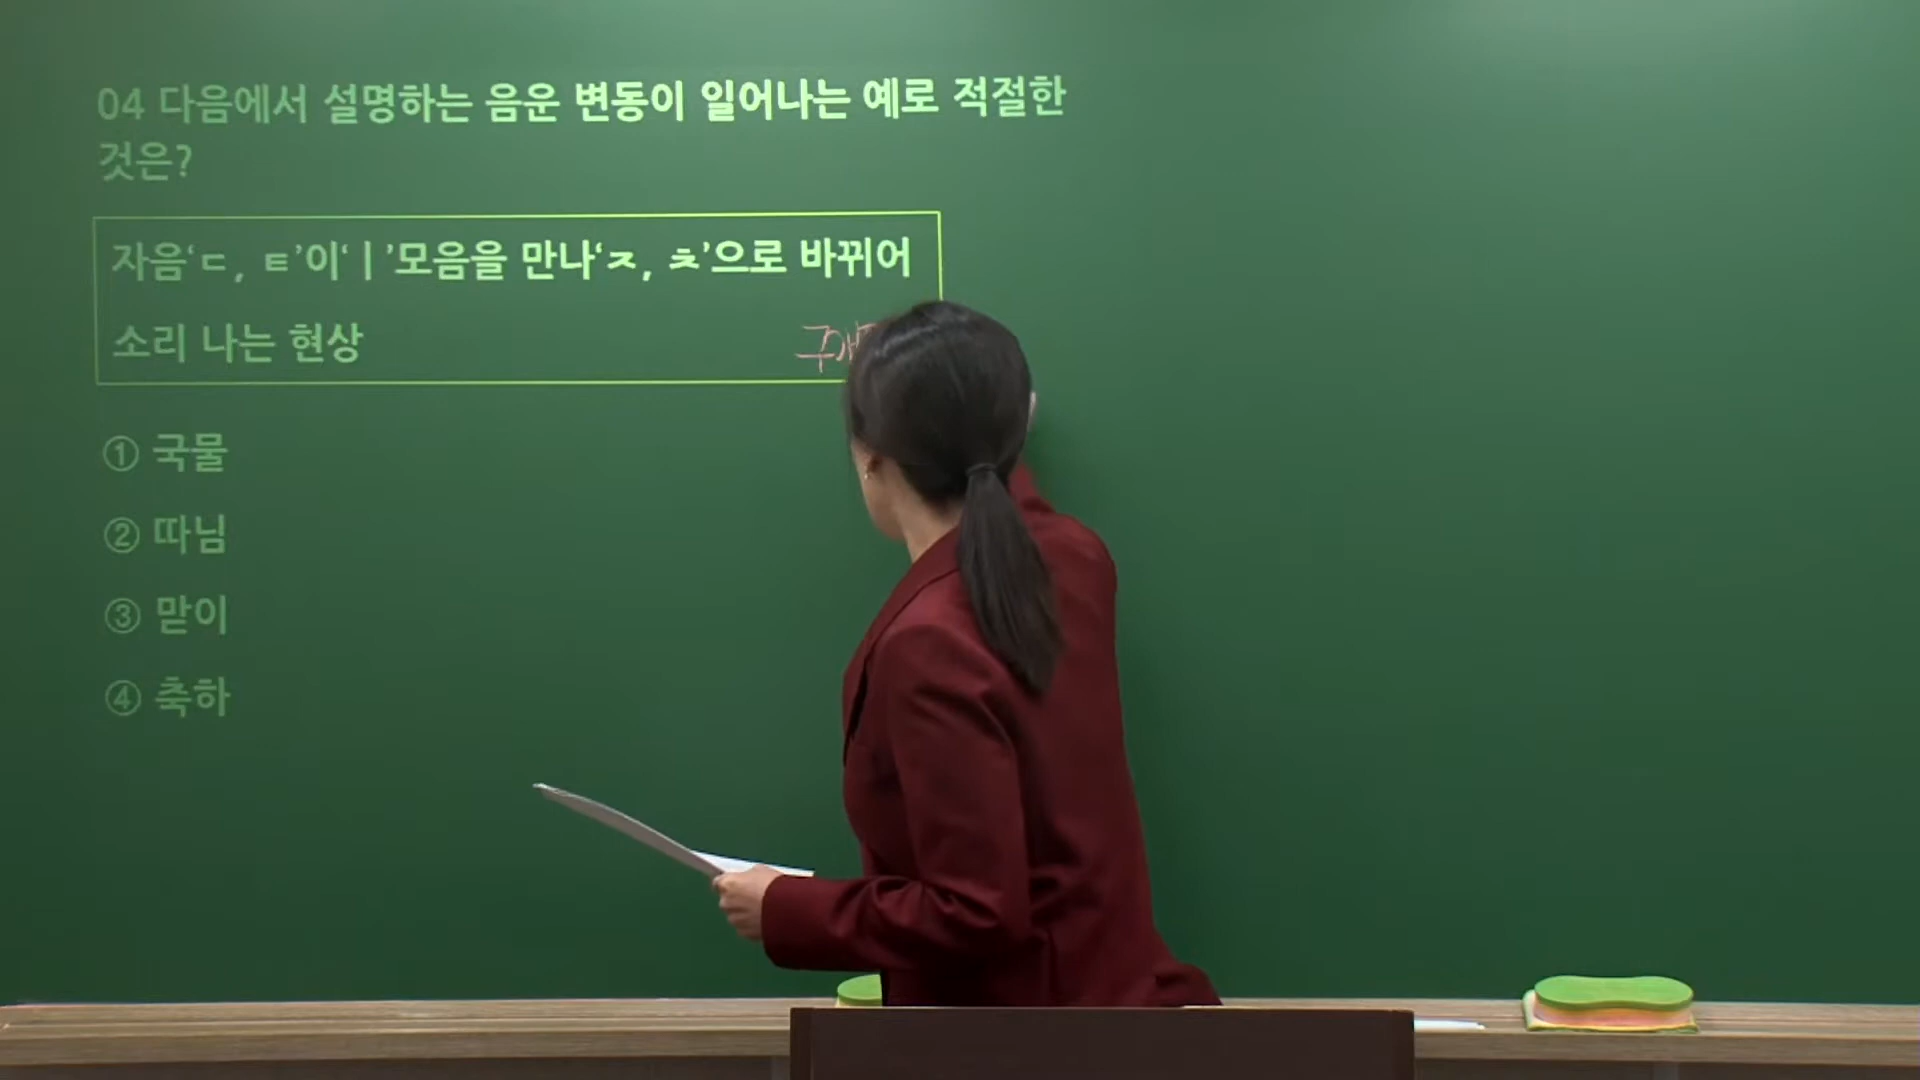 04 다음에서 설명하는 음운 변동이 일어나는 예로 적절한
것은?
자음‘ㄷ, ㅌ’이‘ㅣ’모음을 만나‘ㅈ, ㅊ’으로 바뀌어
소리 나는 현상
① 국물
② 따님
③ 맏이
④ 축하